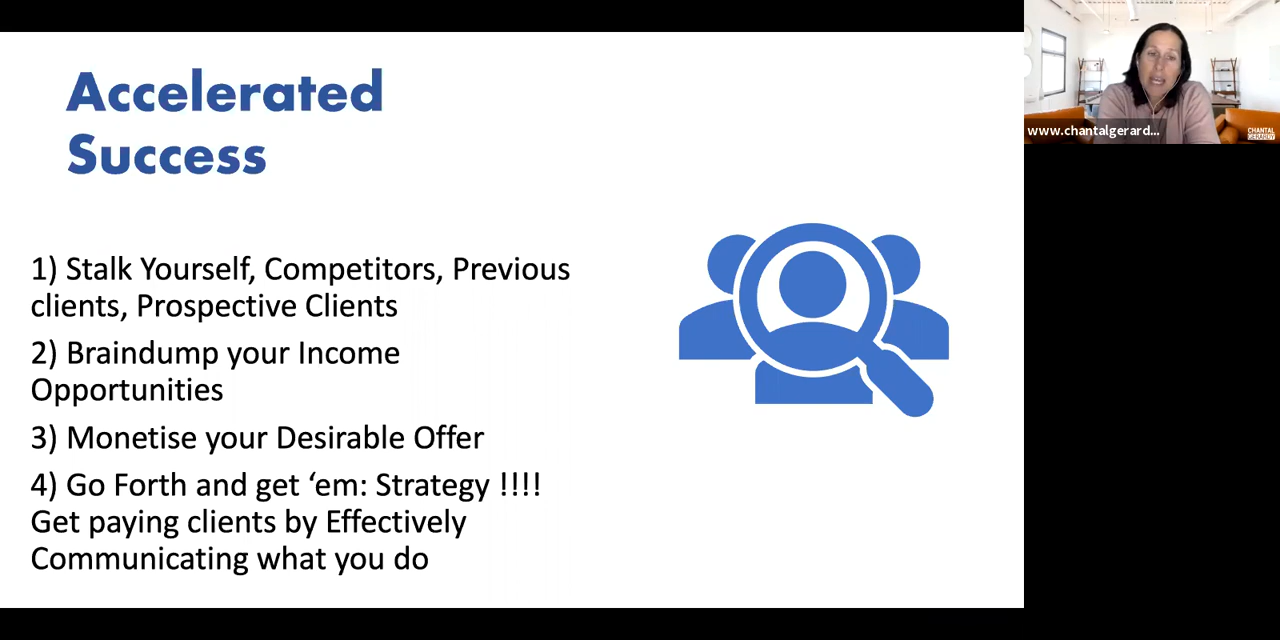 Accelerated
Success
1) Stalk Yourself, Competitors, Previous
clients, Prospective Clients
2) Braindump your Income
Opportunities
3) Monetise your Desirable Offer
4) Go Forth and get ‘em: Strategy !!!!
Get paying clients by Effectively
Communicating what you do
www.chantalgerard...
CHANTAL
GERARDY